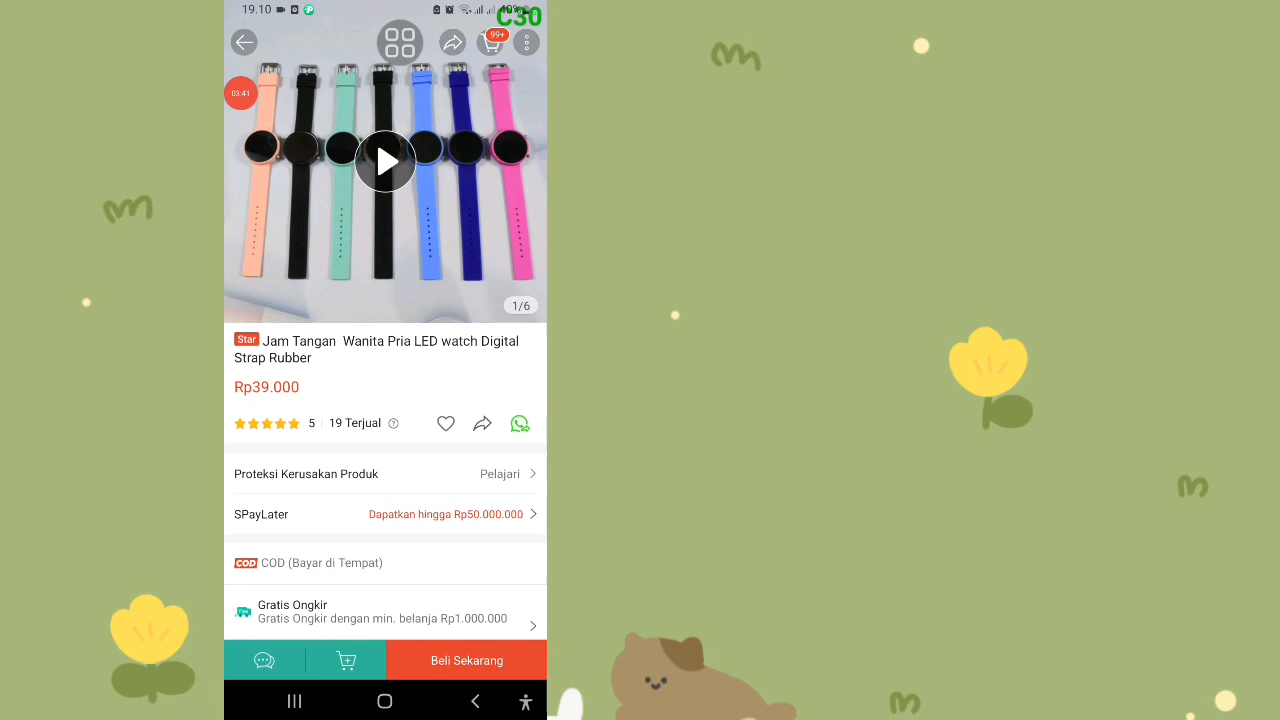 19.10
40%
C30
99+
03:41
1/6
Star Jam Tangan Wanita Pria LED watch Digital
Strap Rubber
Rp39.000
5 19 Terjual ?
Proteksi Kerusakan Produk Pelajari
SPayLater Dapatkan hingga Rp50.000.000
COD COD (Bayar di Tempat)
Free Gratis Ongkir
Gratis Ongkir dengan min. belanja Rp1.000.000
Beli Sekarang